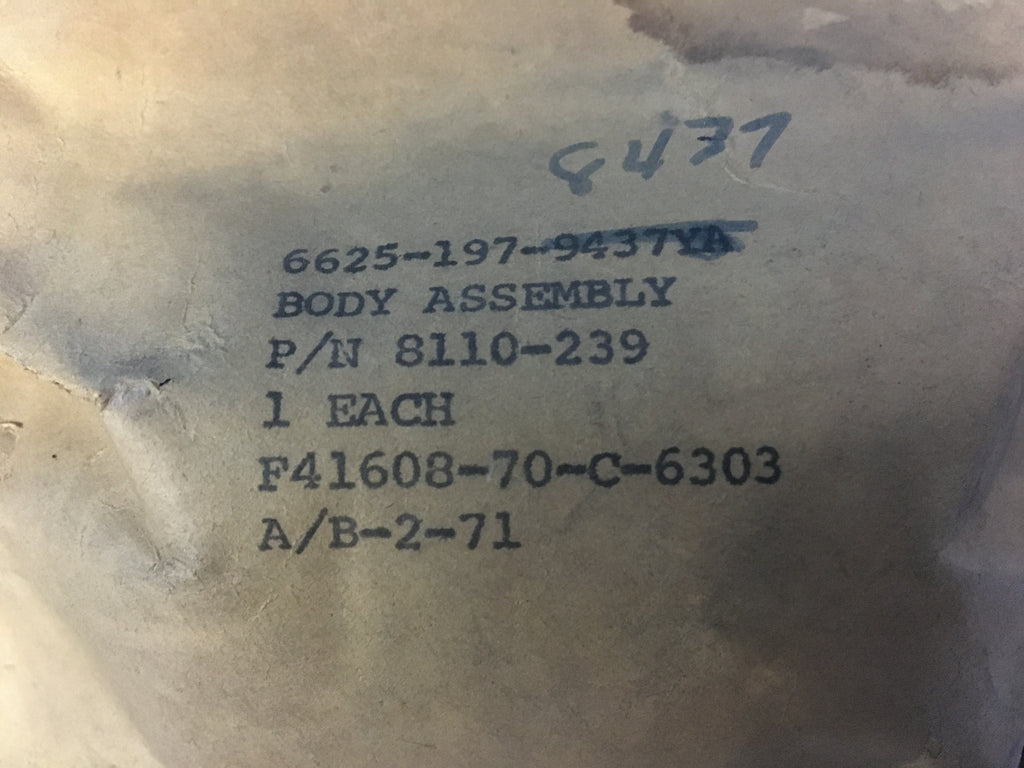 8437
6625-197-9437YA
BODY ASSEMBLY
P/N 8110-239
1 EACH
F41608-70-C-6303
A/B-2-71